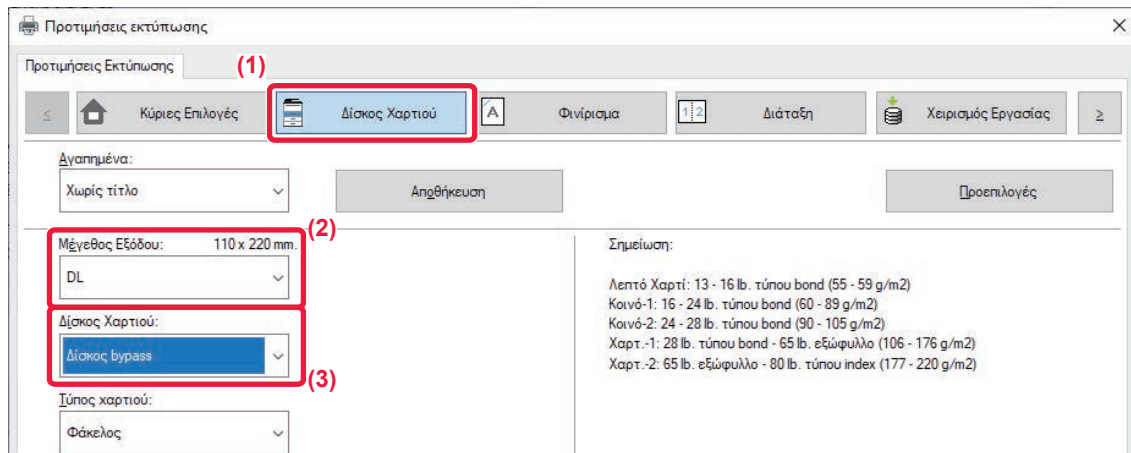 Προτιμήσεις εκτύπωσης
Προτιμήσεις Εκτύπωσης
(1)
≤ Κύριες Επιλογές Δίσκος Χαρτιού A Φινίρισμα 1 2 Διάταξη Χειρισμός Εργασίας ≥
Αγαπημένα:
Χωρίς τίτλο Αποθήκευση Προεπιλογές
(2)
Μέγεθος Εξόδου: 110 x 220 mm.
DL
Δίσκος Χαρτιού:
Δίσκος bypass
(3)
Τύπος χαρτιού:
Φάκελος
Σημείωση:
Λεπτό Χαρτί: 13 - 16 lb. τύπου bond (55 - 59 g/m2)
Κοινό-1: 16 - 24 lb. τύπου bond (60 - 89 g/m2)
Κοινό-2: 24 - 28 lb. τύπου bond (90 - 105 g/m2)
Χαρτ.-1: 28 lb. τύπου bond - 65 lb. εξώφυλλο (106 - 176 g/m2)
Χαρτ.-2: 65 lb. εξώφυλλο - 80 lb. τύπου index (177 - 220 g/m2)